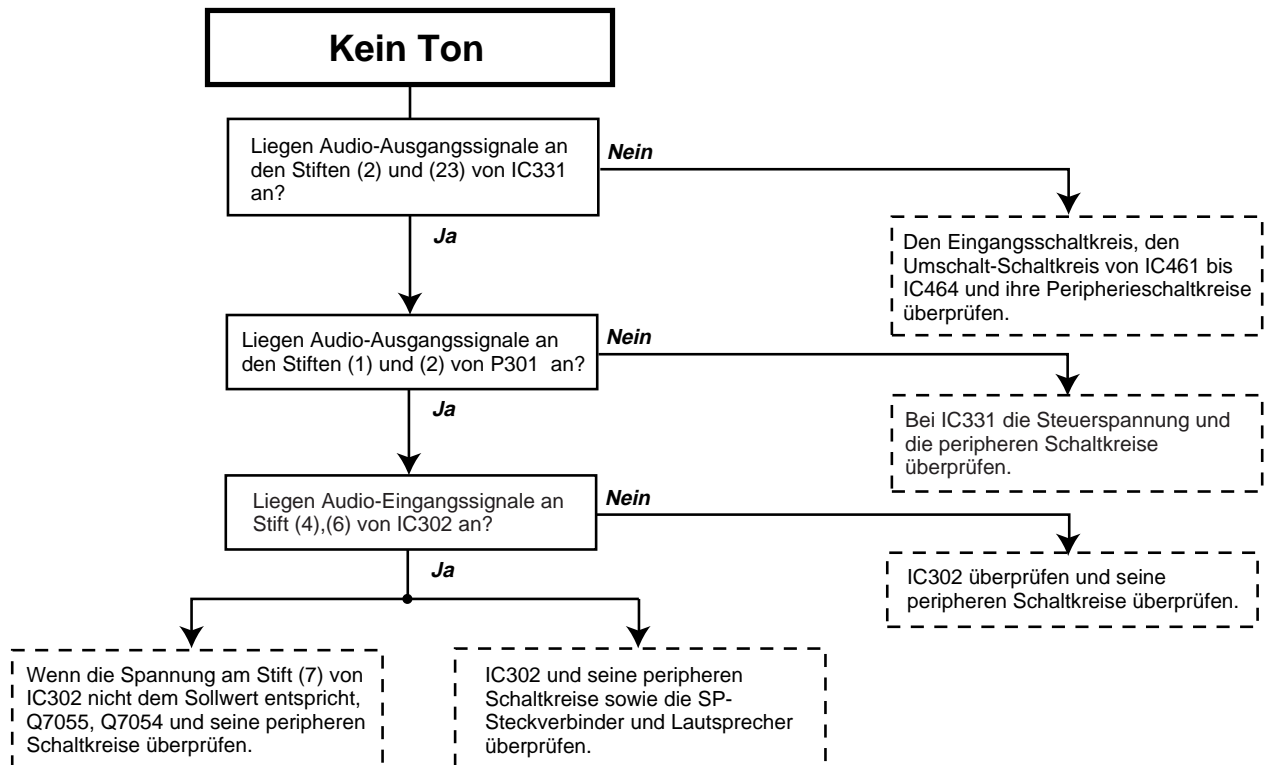 Kein Ton
Liegen Audio-Ausgangssignale an
den Stiften (2) und (23) von IC331
an?
Nein
Ja
Den Eingangsschaltkreis, den
Umschalt-Schaltkreis von IC461 bis
IC464 und ihre Peripherieschaltkreise
überprüfen.
Liegen Audio-Ausgangssignale an
den Stiften (1) und (2) von P301 an?
Nein
Ja
Bei IC331 die Steuerspannung und
die peripheren Schaltkreise
überprüfen.
Liegen Audio-Eingangssignale an
Stift (4),(6) von IC302 an?
Nein
Ja
IC302 überprüfen und seine
peripheren Schaltkreise überprüfen.
Wenn die Spannung am Stift (7) von
IC302 nicht dem Sollwert entspricht,
Q7055, Q7054 und seine peripheren
Schaltkreise überprüfen.
IC302 und seine peripheren
Schaltkreise sowie die SP-
Steckverbinder und Lautsprecher
überprüfen.